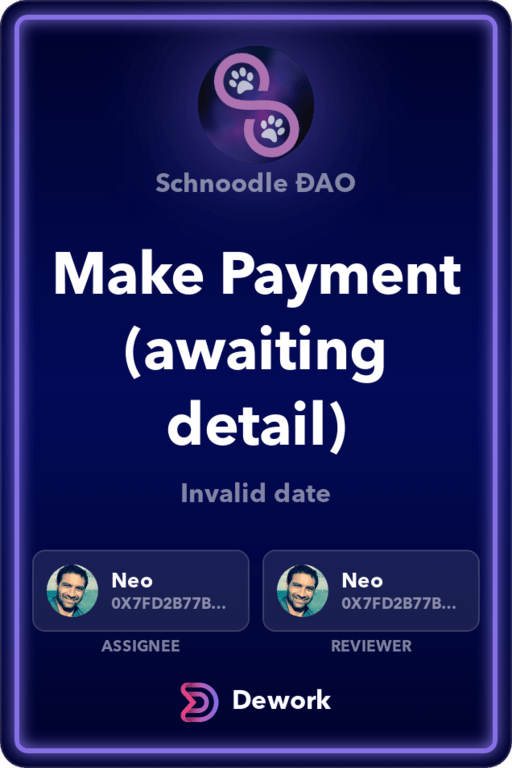 Schnoodle ĐAO
Make Payment
(awaiting
detail)
Invalid date
Neo
0X7FD2B77B...
ASSIGNEE
Neo
0X7FD2B77B...
REVIEWER
Dework